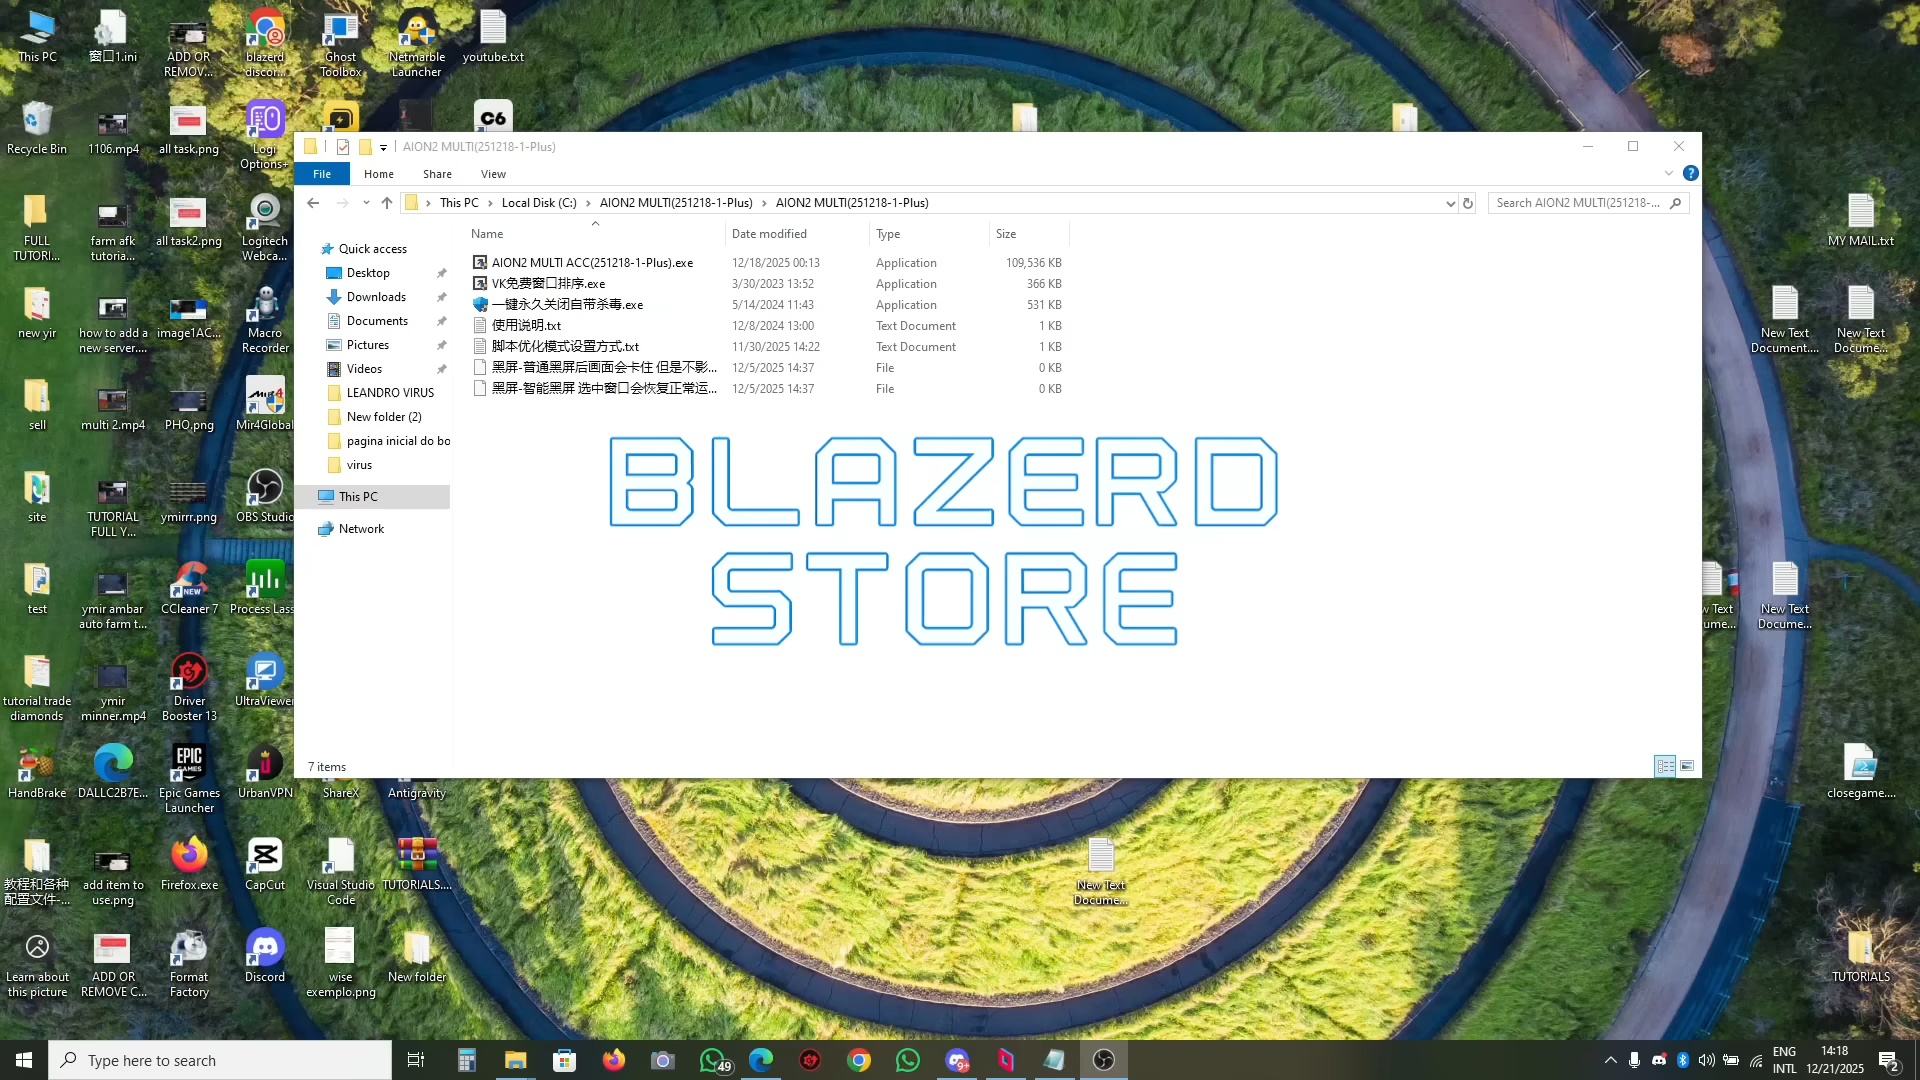 This PC
窗口1.ini
ADD OR
REMOV...
blazerd
discor...
Ghost
Toolbox
Netmarble
Launcher
youtube.txt
Recycle Bin
1106.mp4
all task.png
Logi
Options+
C6
FULL
TUTORI...
farm afk
tutoria...
all task2.png
Logitech
Webca...
new yir
how to add a
new server....
image1AC...
Macro
Recorder
sell
multi 2.mp4
PHO.png
MIR4
Mir4Global
site
TUTORIAL
FULL Y...
ymirrr.png
OBS Studio
test
ymir ambar
auto farm t...
NEW
CCleaner 7
Process Lass
tutorial trade
diamonds
ymir
minner.mp4
Driver
Booster 13
UltraViewer
HandBrake
DALLC2B7E...
EPIC
GAMES
Epic Games
Launcher
UrbanVPN
ShareX
Antigravity
教程和各种
配置文件-...
add item to
use.png
Firefox.exe
CapCut
Visual Studio
Code
TUTORIALS....
Learn about
this picture
ADD OR
REMOVE C...
Format
Factory
Discord
wise
exemplo.png
New folder
AION2 MULTI(251218-1-Plus)
File
Home
Share
View
This PC
Local Disk (C:)
AION2 MULTI(251218-1-Plus)
AION2 MULTI(251218-1-Plus)
Search AION2 MULTI(251218-...
Quick access
Desktop
Downloads
Documents
Pictures
Videos
LEANDRO VIRUS
New folder (2)
pagina inicial do bo
virus
This PC
Network
Name Date modified Type Size
AION2 MULTI ACC(251218-1-Plus).exe 12/18/2025 00:13 Application 109,536 KB
VK免费窗口排序.exe 3/30/2023 13:52 Application 366 KB
一键永久关闭自带杀毒.exe 5/14/2024 11:43 Application 531 KB
使用说明.txt 12/8/2024 13:00 Text Document 1 KB
脚本优化模式设置方式.txt 11/30/2025 14:22 Text Document 1 KB
黑屏-普通黑屏后画面会卡住 但是不影... 12/5/2025 14:37 File 0 KB
黑屏-智能黑屏 选中窗口会恢复正常运... 12/5/2025 14:37 File 0 KB
BLAZERD
STORE
7 items
MY MAIL.txt
New Text
Document....
New Text
Docume...
w Text
ume...
New Text
Docume...
closegame....
New Text
Docume...
TUTORIALS
Type here to search
49
9+
ENG
INTL
14:18
12/21/2025
2